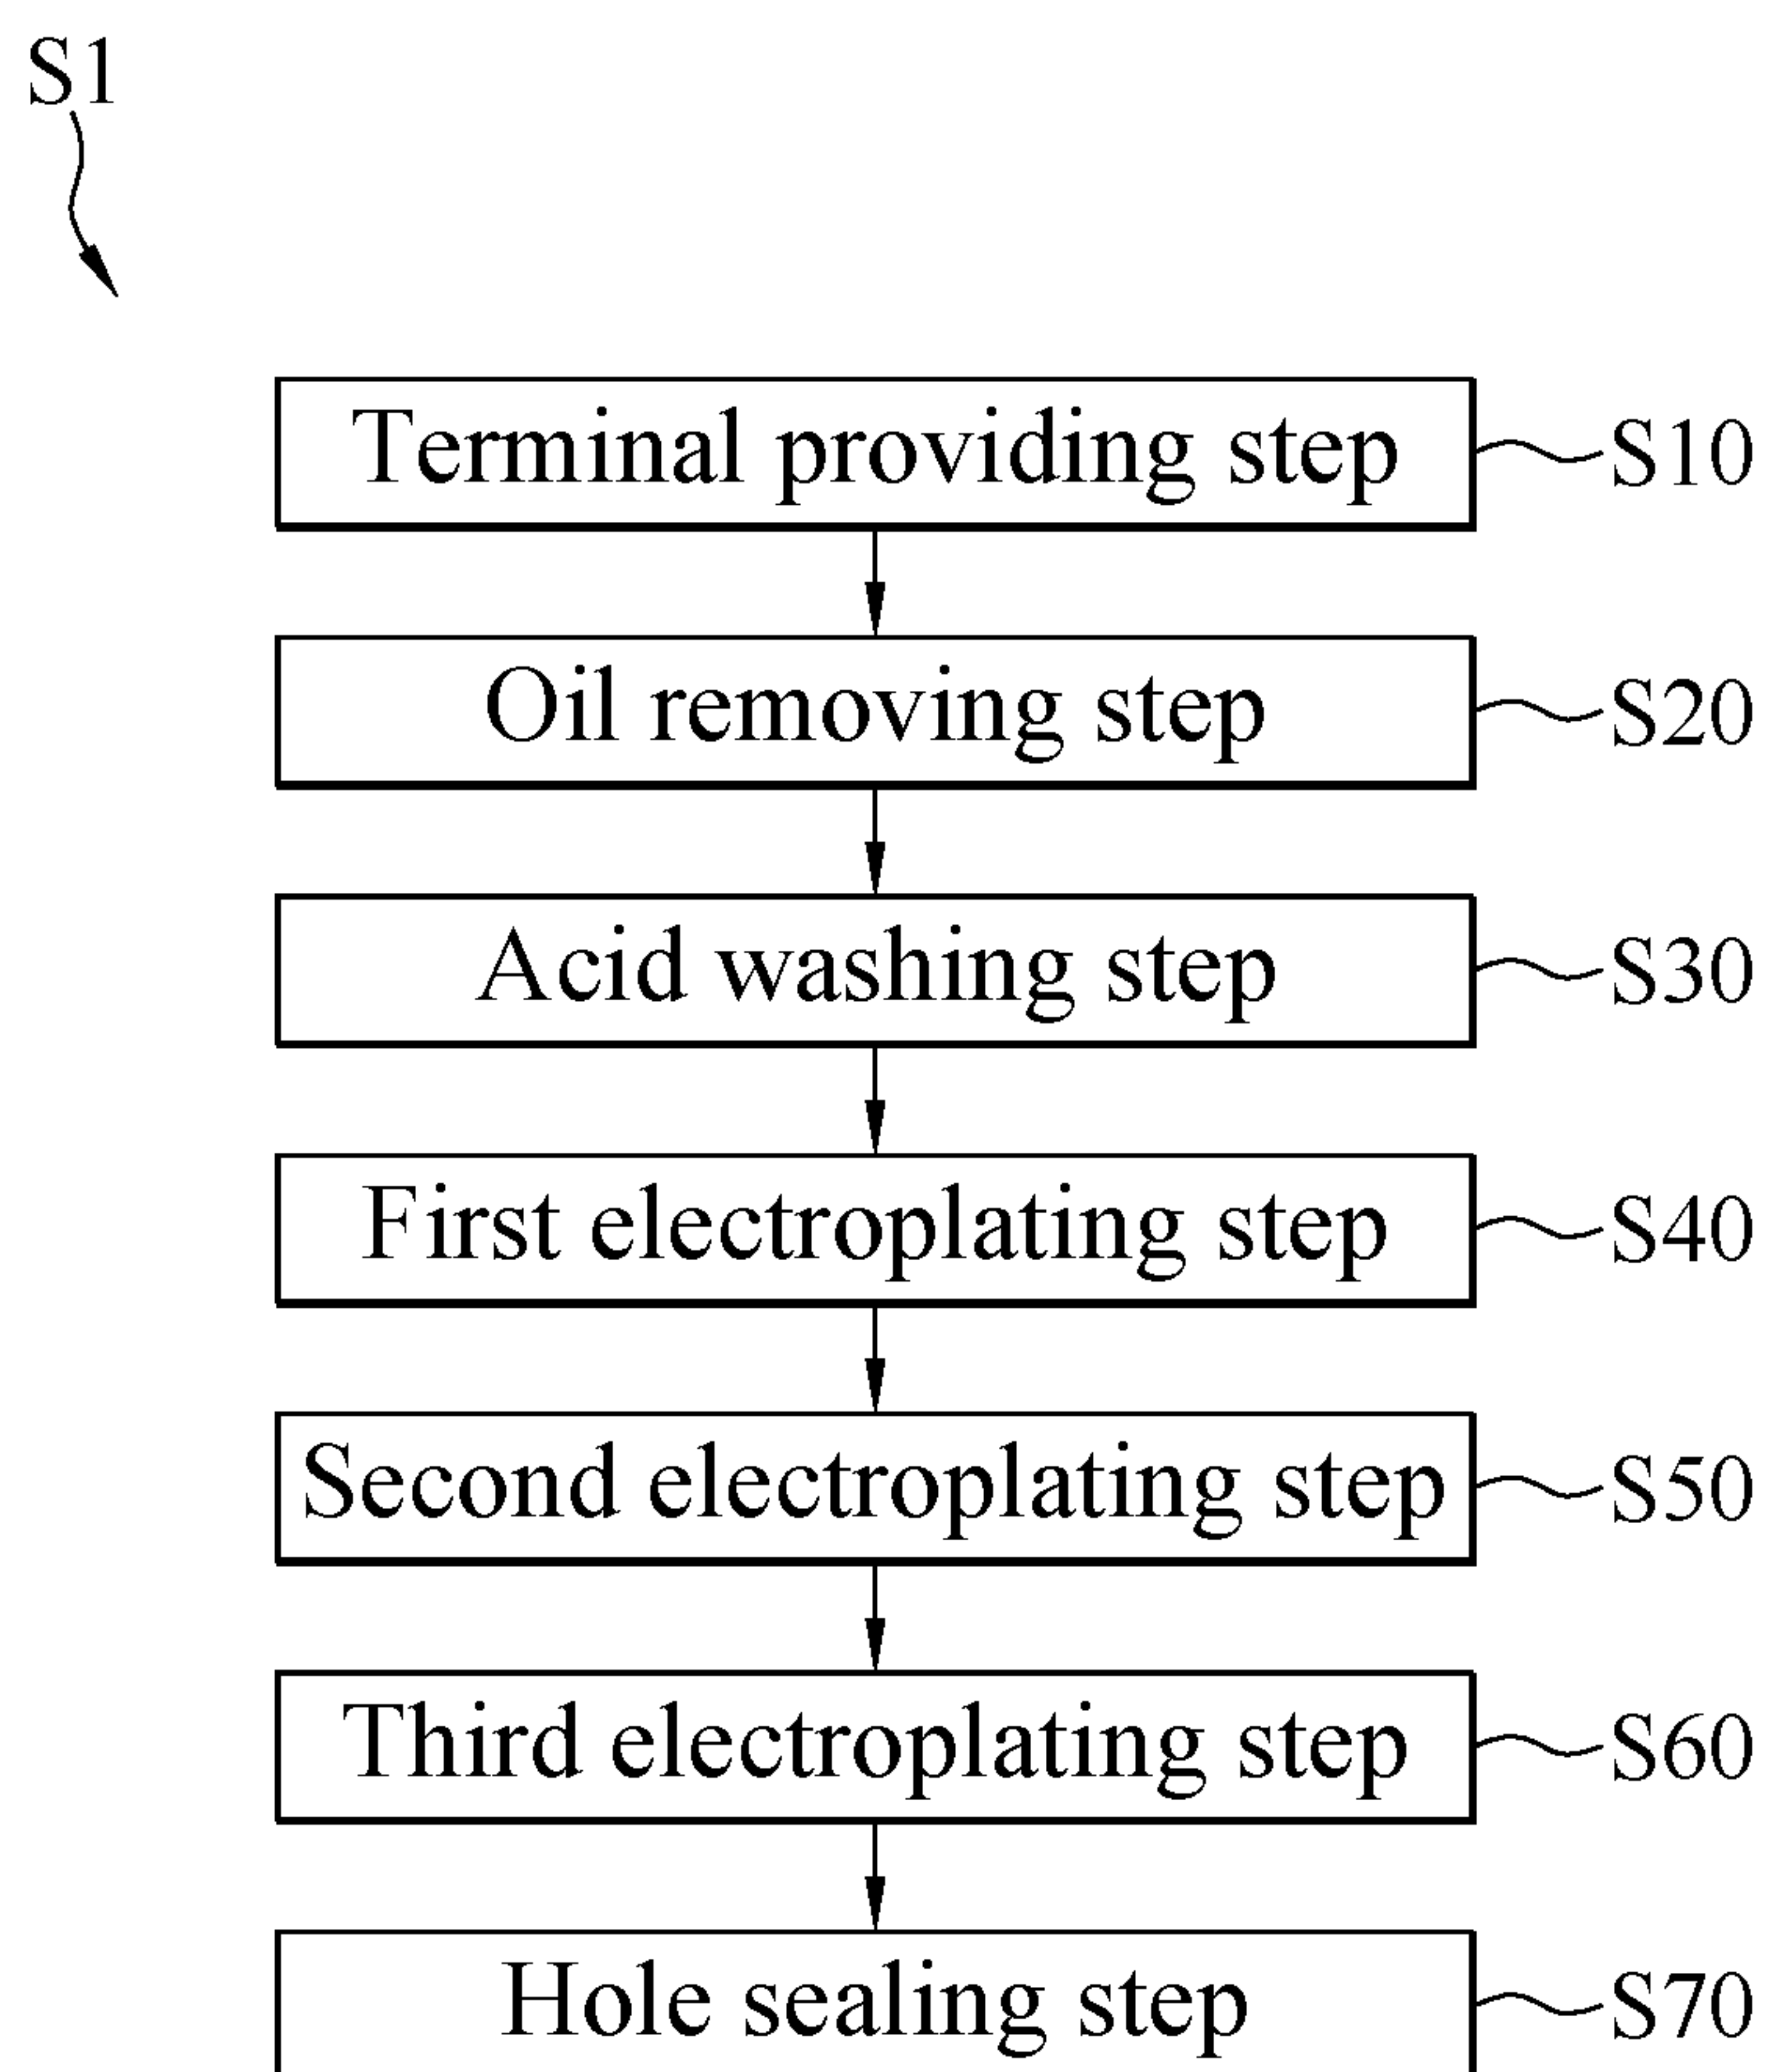 S1
Terminal providing step S10
Oil removing step S20
Acid washing step S30
First electroplating step S40
Second electroplating step S50
Third electroplating step S60
Hole sealing step S70